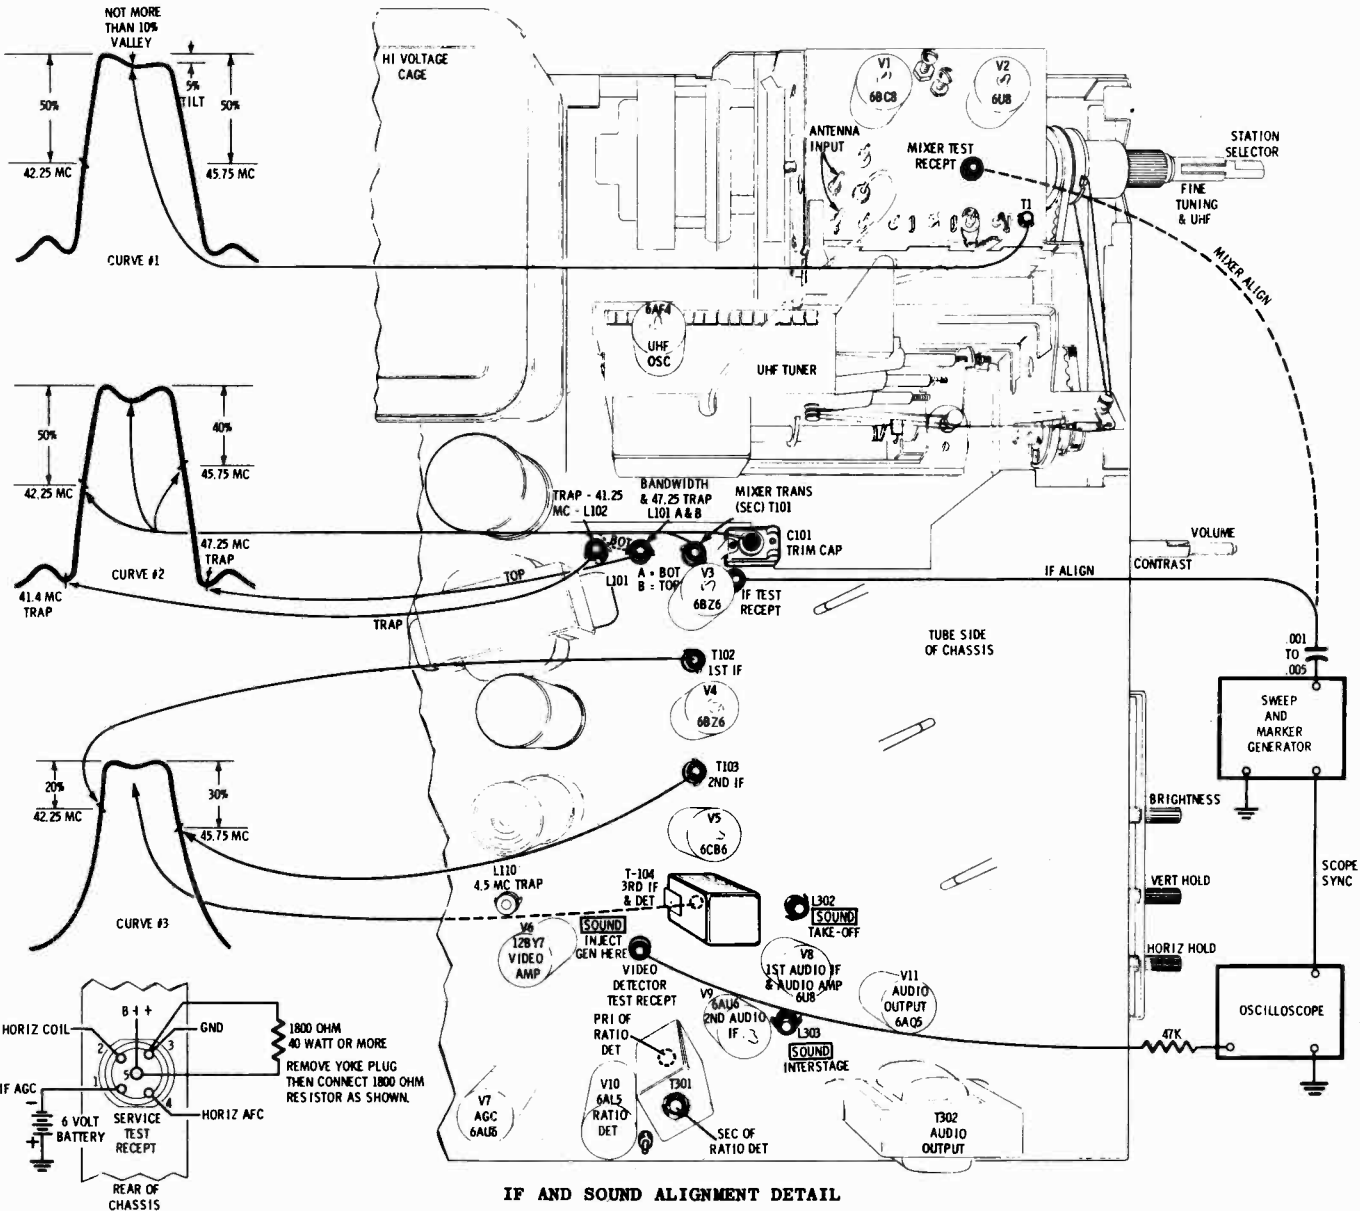 NOT MORE
THAN 10%
VALLEY
50%
5%
TILT
50%
42.25 MC
45.75 MC
CURVE #1
HI VOLTAGE
CAGE
V1
6BC8
V2
6U8
ANTENNA
INPUT
MIXER TEST
RECEPT
T1
STATION
SELECTOR
FINE
TUNING
& UHF
MIXER ALIGN
6AF4
UHF
OSC
UHF TUNER
50%
40%
42.25 MC
45.75 MC
47.25 MC
TRAP
CURVE #2
41.4 MC
TRAP
TRAP - 41.25
MC - L102
BANDWIDTH
& 47.25 TRAP
L101 A & B
MIXER TRANS
(SEC) T101
C101
TRIM CAP
BOT
TOP
L101
A = BOT
B = TOP
V3
6BZ6
IF TEST
RECEPT
TRAP
IF ALIGN
VOLUME
CONTRAST
TUBE SIDE
OF CHASSIS
.001
TO
.005
SWEEP
AND
MARKER
GENERATOR
T102
1ST IF
V4
6BZ6
T103
2ND IF
V5
6CB6
20%
30%
42.25 MC
45.75 MC
CURVE #3
BRIGHTNESS
VERT HOLD
HORIZ HOLD
SCOPE
SYNC
L110
4.5 MC TRAP
T-104
3RD IF
& DET
L302
SOUND
TAKE-OFF
V6
12BY7
VIDEO
AMP
SOUND
INJECT
GEN HERE
VIDEO
DETECTOR
TEST RECEPT
V8
1ST AUDIO IF
& AUDIO AMP
6U8
V11
AUDIO
OUTPUT
6AQ5
V9
6AU6
2ND AUDIO
IF
L303
SOUND
INTERSTAGE
47K
OSCILLOSCOPE
PRI OF
RATIO
DET
V10
6AL5
RATIO
DET
T301
SEC OF
RATIO DET
V7
AGC
6AU6
T302
AUDIO
OUTPUT
B +
HORIZ COIL
GND
2
3
5
1
4
IF AGC
HORIZ AFC
-
+
6 VOLT
BATTERY
SERVICE
TEST
RECEPT
1800 OHM
40 WATT OR MORE
REMOVE YOKE PLUG
THEN CONNECT 1800 OHM
RESISTOR AS SHOWN.
REAR OF
CHASSIS
IF AND SOUND ALIGNMENT DETAIL